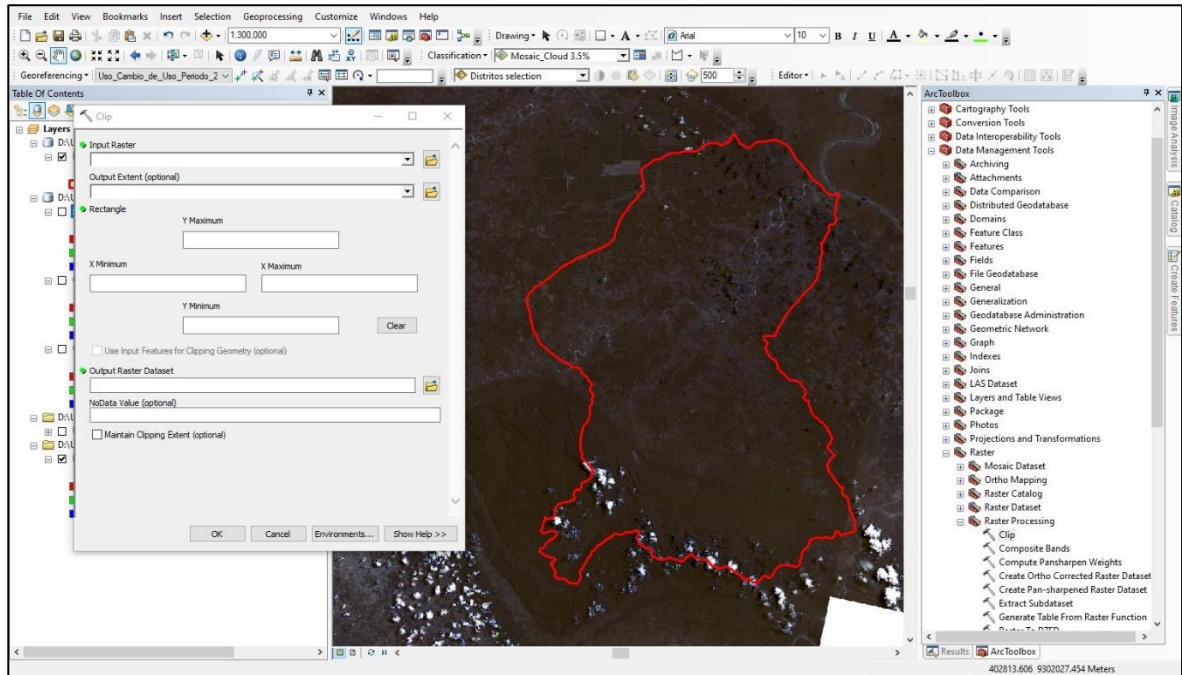 File Edit View Bookmarks Insert Selection Geoprocessing Customize Windows Help
1:300.000 Drawing A Arial 10 B I U A
Classification Mosaic_Cloud 3.5%
Georeferencing Uso_Cambio_de_Uso_Periodo_2 Distritos selection 500 Editor
Table Of Contents
Layers
D:\U
D:\U
D:\U
D:\U
Clip
Input Raster
Output Extent (optional)
Rectangle
Y Maximum
X Minimum X Maximum
Y Minimum
Clear
Use Input Features for Clipping Geometry (optional)
Output Raster Dataset
NoData Value (optional)
Maintain Clipping Extent (optional)
OK Cancel Environments... Show Help >>
ArcToolbox
Cartography Tools
Conversion Tools
Data Interoperability Tools
Data Management Tools
Archiving
Attachments
Data Comparison
Distributed Geodatabase
Domains
Feature Class
Features
Fields
File Geodatabase
General
Generalization
Geodatabase Administration
Geometric Network
Graph
Indexes
Joins
LAS Dataset
Layers and Table Views
Package
Photos
Projections and Transformations
Raster
Mosaic Dataset
Ortho Mapping
Raster Catalog
Raster Dataset
Raster Processing
Clip
Composite Bands
Compute Pansharpen Weights
Create Ortho Corrected Raster Dataset
Create Pan-sharpened Raster Dataset
Extract Subdataset
Generate Table From Raster Function
Results ArcToolbox
Image Analysis
Catalog
Create Features
402813.606 9302027.454 Meters